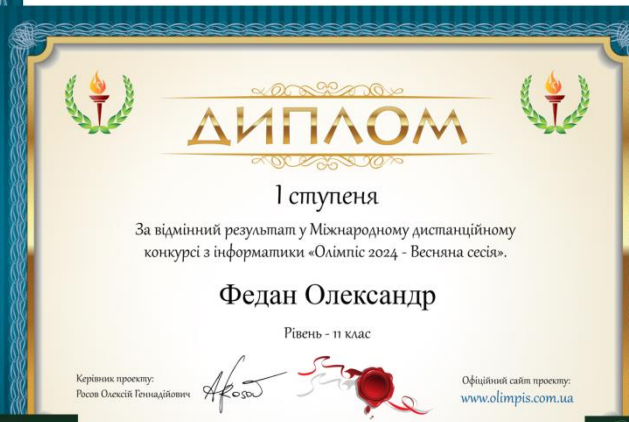 ДИПЛОМ
І ступеня
За відмінний результат у Міжнародному дистанційному
конкурсі з інформатики «Олімпіс 2024 - Весняна сесія».
Федан Олександр
Рівень - 11 клас
Керівник проекту:
Росов Олексій Геннадійович
Офіційний сайт проекту:
www.olimpis.com.ua